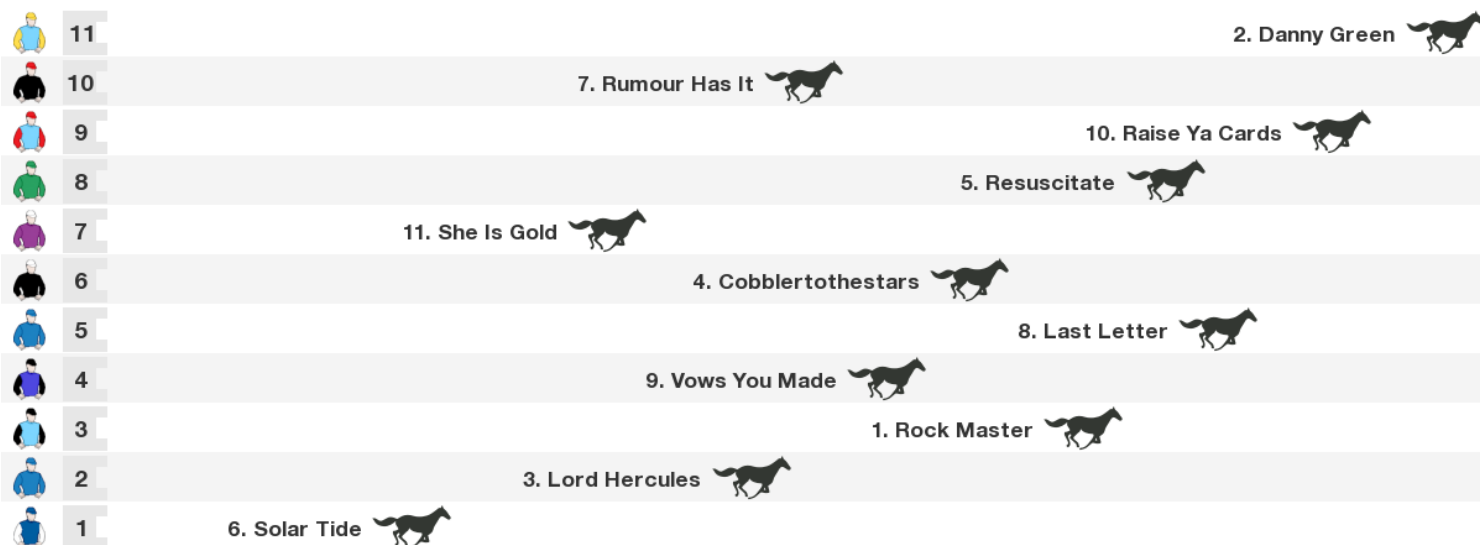 11 2. Danny Green
10 7. Rumour Has It
9 10. Raise Ya Cards
8 5. Resuscitate
7 11. She Is Gold
6 4. Cobblertothestars
5 8. Last Letter
4 9. Vows You Made
3 1. Rock Master
2 3. Lord Hercules
1 6. Solar Tide